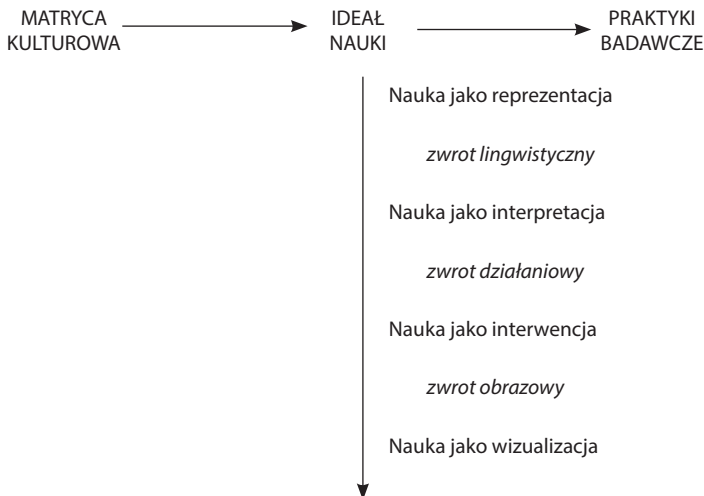 MATRYCA KULTUROWA
IDEAŁ NAUKI
PRAKTYKI BADAWCZE
Nauka jako reprezentacja
zwrot lingwistyczny
Nauka jako interpretacja
zwrot działaniowy
Nauka jako interwencja
zwrot obrazowy
Nauka jako wizualizacja